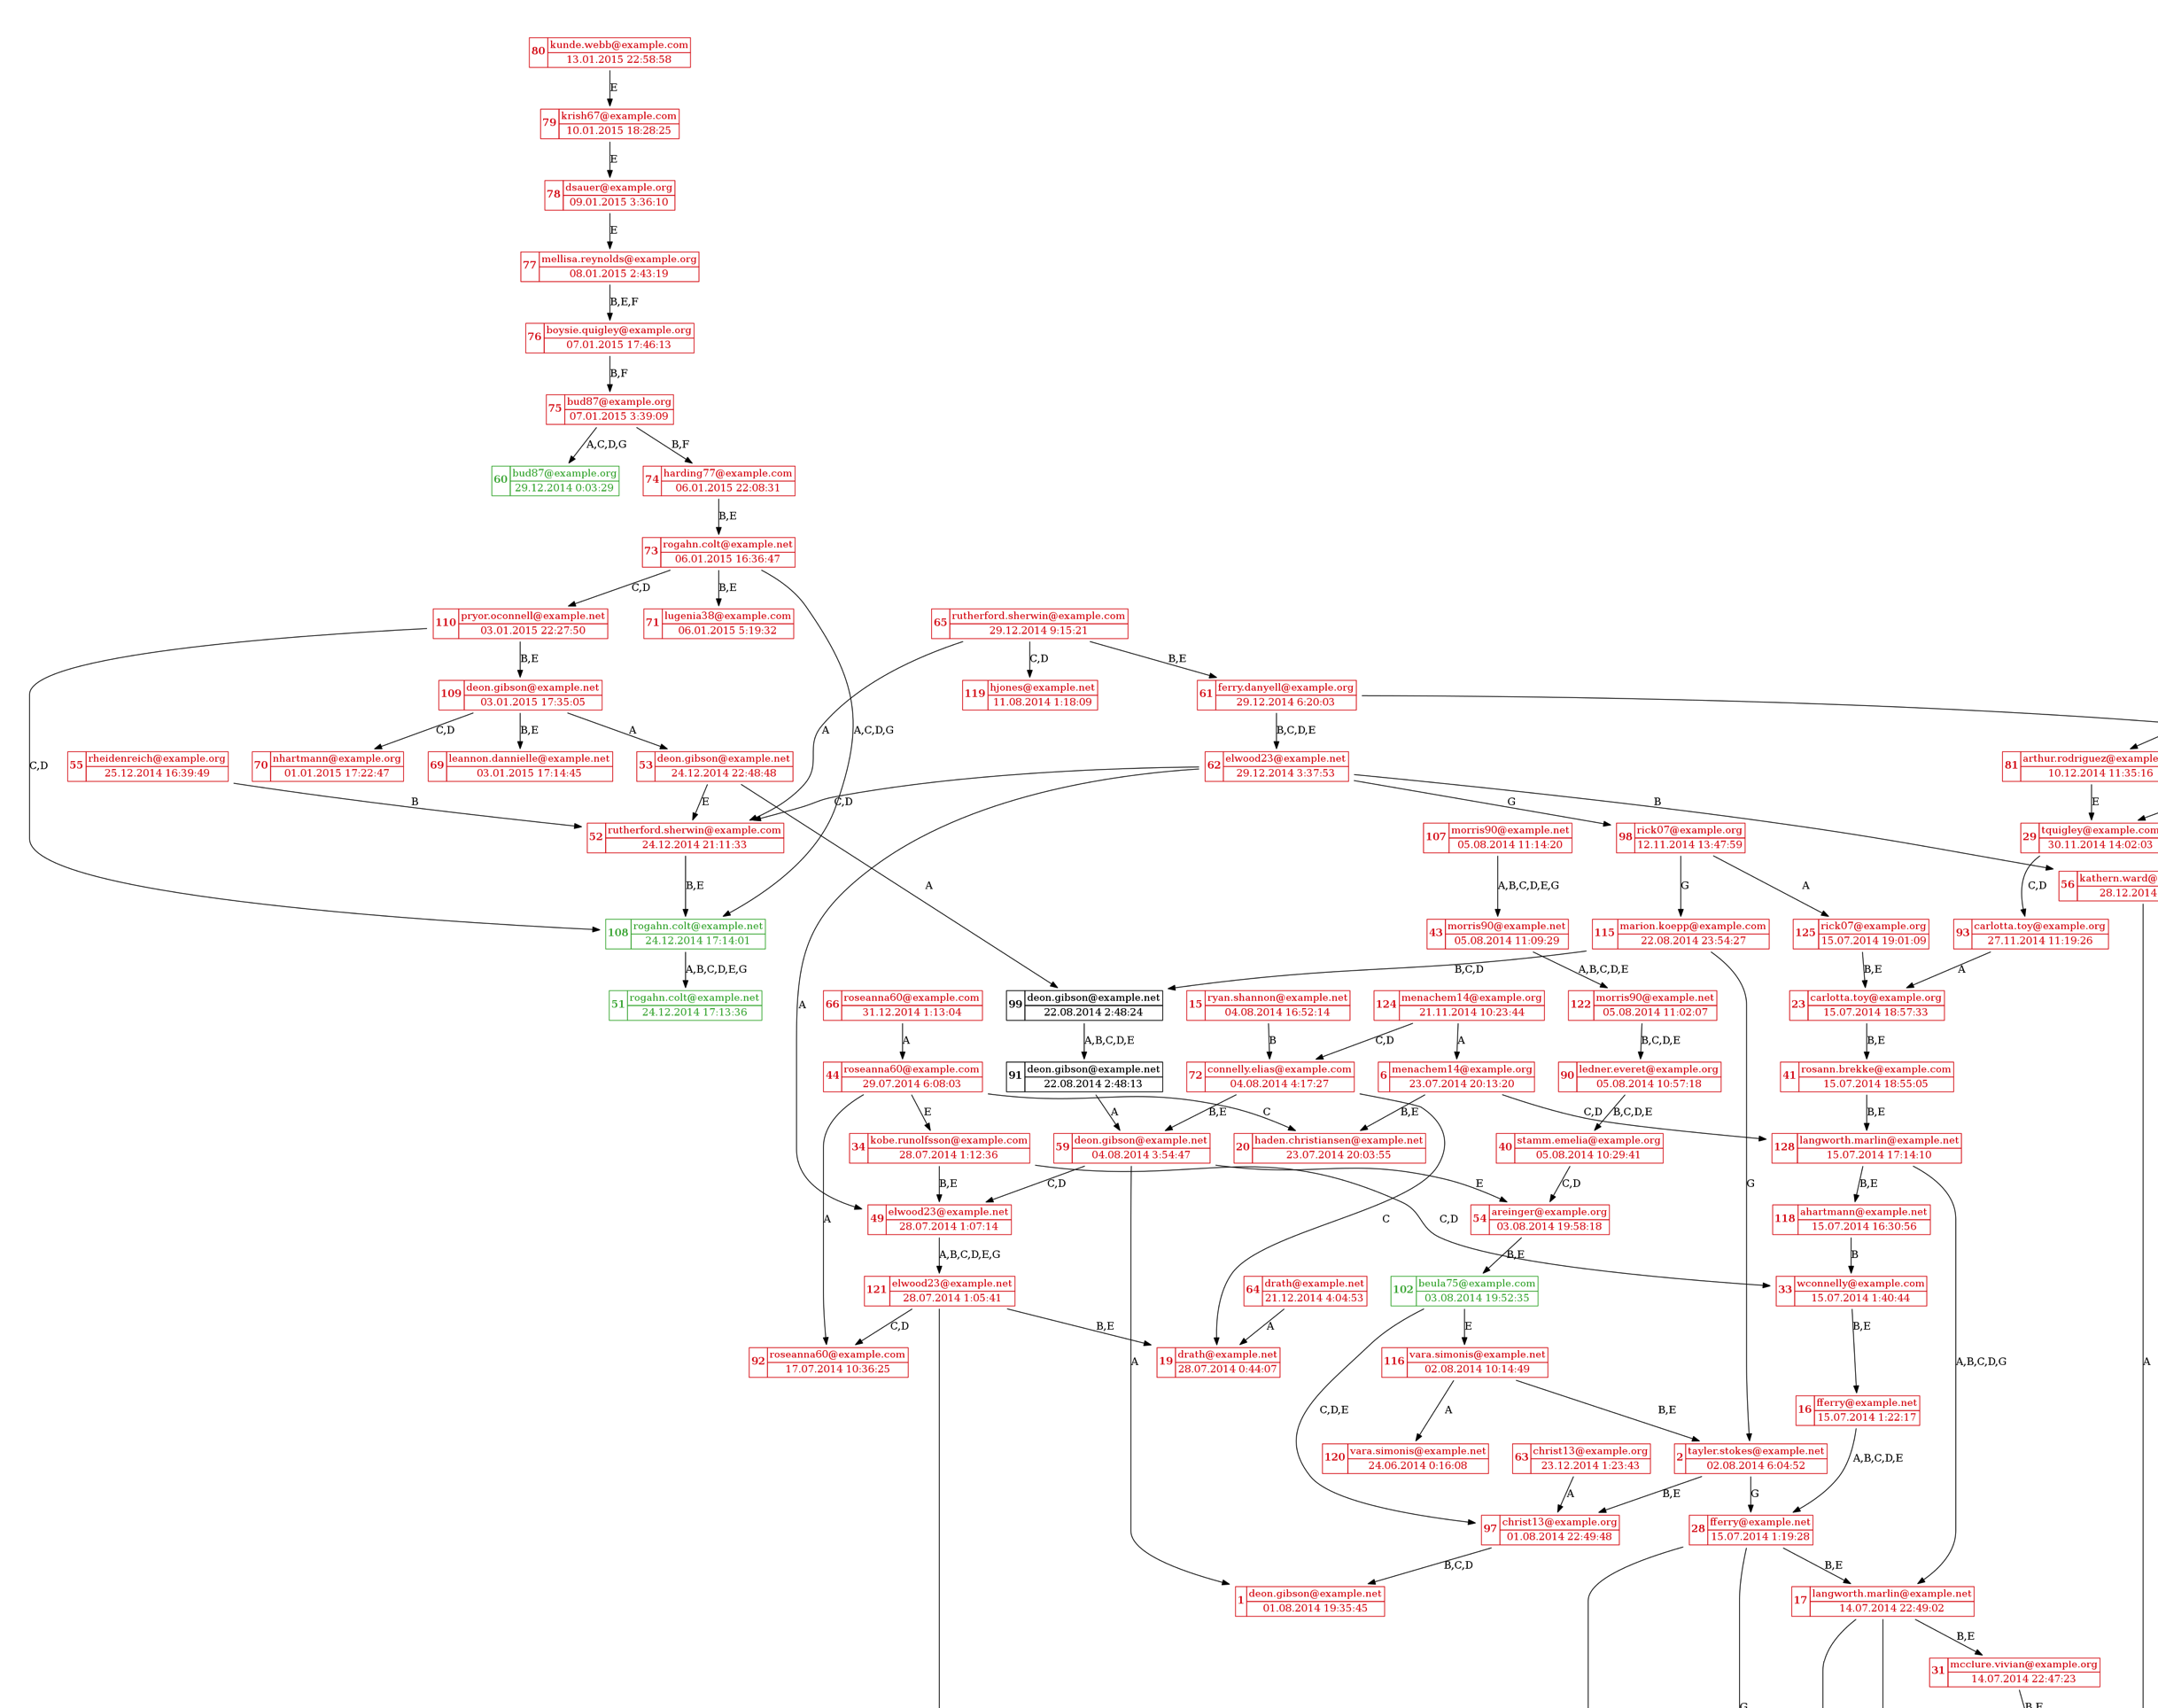 80 kunde.webb@example.com
13.01.2015 22:58:58
E
79 krish67@example.com
10.01.2015 18:28:25
E
78 dsauer@example.org
09.01.2015 3:36:10
E
77 mellisa.reynolds@example.org
08.01.2015 2:43:19
B,E,F
76 boysie.quigley@example.org
07.01.2015 17:46:13
B,F
75 bud87@example.org
07.01.2015 3:39:09
A,C,D,G
B,F
60 bud87@example.org
29.12.2014 0:03:29
74 harding77@example.com
06.01.2015 22:08:31
B,E
73 rogahn.colt@example.net
06.01.2015 16:36:47
C,D
B,E
A,C,D,G
110 pryor.oconnell@example.net
03.01.2015 22:27:50
71 lugenia38@example.com
06.01.2015 5:19:32
65 rutherford.sherwin@example.com
29.12.2014 9:15:21
B,E
C,D
B,E
A
C,D
109 deon.gibson@example.net
03.01.2015 17:35:05
119 hjones@example.net
11.08.2014 1:18:09
61 ferry.danyell@example.org
29.12.2014 6:20:03
C,D
B,E
A
B,C,D,E
55 rheidenreich@example.org
25.12.2014 16:39:49
70 nhartmann@example.org
01.01.2015 17:22:47
69 leannon.dannielle@example.net
03.01.2015 17:14:45
53 deon.gibson@example.net
24.12.2014 22:48:48
62 elwood23@example.net
29.12.2014 3:37:53
81 arthur.rodriguez@example
10.12.2014 11:35:16
B
E
A
C,D
A
G
B
E
52 rutherford.sherwin@example.com
24.12.2014 21:11:33
107 morris90@example.net
05.08.2014 11:14:20
98 rick07@example.org
12.11.2014 13:47:59
29 tquigley@example.com
30.11.2014 14:02:03
56 kathern.ward@
28.12.2014
B,E
A,B,C,D,E,G
G
A
C,D
108 rogahn.colt@example.net
24.12.2014 17:14:01
43 morris90@example.net
05.08.2014 11:09:29
115 marion.koepp@example.com
22.08.2014 23:54:27
125 rick07@example.org
15.07.2014 19:01:09
93 carlotta.toy@example.org
27.11.2014 11:19:26
A,B,C,D,E,G
B,C,D
A,B,C,D,E
G
B,E
A
51 rogahn.colt@example.net
24.12.2014 17:13:36
66 roseanna60@example.com
31.12.2014 1:13:04
99 deon.gibson@example.net
22.08.2014 2:48:24
15 ryan.shannon@example.net
04.08.2014 16:52:14
124 menachem14@example.org
21.11.2014 10:23:44
122 morris90@example.net
05.08.2014 11:02:07
23 carlotta.toy@example.org
15.07.2014 18:57:33
A
A,B,C,D,E
B
C,D
A
B,C,D,E
B,E
44 roseanna60@example.com
29.07.2014 6:08:03
91 deon.gibson@example.net
22.08.2014 2:48:13
72 connelly.elias@example.com
04.08.2014 4:17:27
6 menachem14@example.org
23.07.2014 20:13:20
90 ledner.everet@example.org
05.08.2014 10:57:18
41 rosann.brekke@example.com
15.07.2014 18:55:05
A
E
C
A
B,E
C
B,E
C,D
B,C,D,E
B,E
34 kobe.runolfsson@example.com
28.07.2014 1:12:36
59 deon.gibson@example.net
04.08.2014 3:54:47
20 haden.christiansen@example.net
23.07.2014 20:03:55
40 stamm.emelia@example.org
05.08.2014 10:29:41
128 langworth.marlin@example.net
15.07.2014 17:14:10
B,E
C,D
C,D
A
E
C,D
B,E
A,B,C,D,G
49 elwood23@example.net
28.07.2014 1:07:14
54 areinger@example.org
03.08.2014 19:58:18
118 ahartmann@example.net
15.07.2014 16:30:56
A,B,C,D,E,G
B,E
B
121 elwood23@example.net
28.07.2014 1:05:41
64 drath@example.net
21.12.2014 4:04:53
102 beula75@example.com
03.08.2014 19:52:35
33 wconnelly@example.com
15.07.2014 1:40:44
C,D
B,E
A
C,D,E
E
B,E
92 roseanna60@example.com
17.07.2014 10:36:25
19 drath@example.net
28.07.2014 0:44:07
116 vara.simonis@example.net
02.08.2014 10:14:49
16 fferry@example.net
15.07.2014 1:22:17
A
B,E
A,B,C,D,E
A
120 vara.simonis@example.net
24.06.2014 0:16:08
63 christ13@example.org
23.12.2014 1:23:43
2 tayler.stokes@example.net
02.08.2014 6:04:52
A
B,E
G
97 christ13@example.org
01.08.2014 22:49:48
28 fferry@example.net
15.07.2014 1:19:28
B,C,D
B,E
1 deon.gibson@example.net
01.08.2014 19:35:45
17 langworth.marlin@example.net
14.07.2014 22:49:02
B,E
31 mcclure.vivian@example.org
14.07.2014 22:47:23
G
B,E